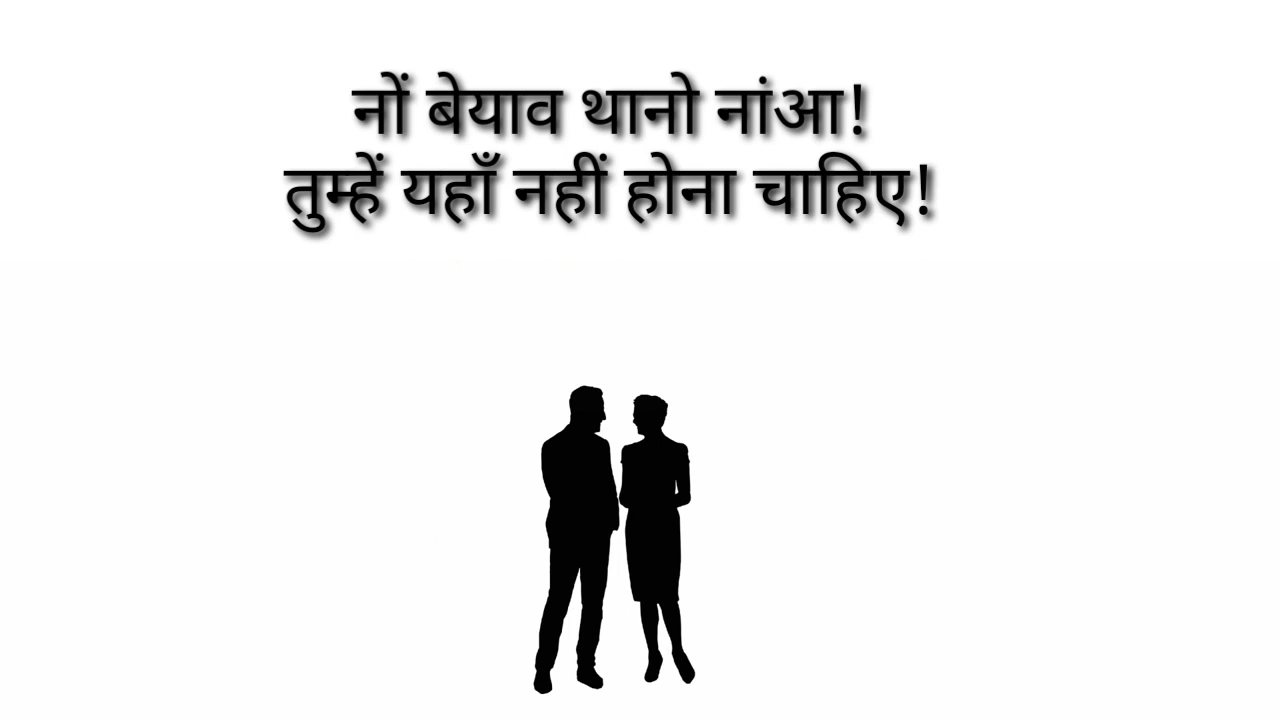 नों बेयाव थानो नांआ!
तुम्हें यहाँ नहीं होना चाहिए!